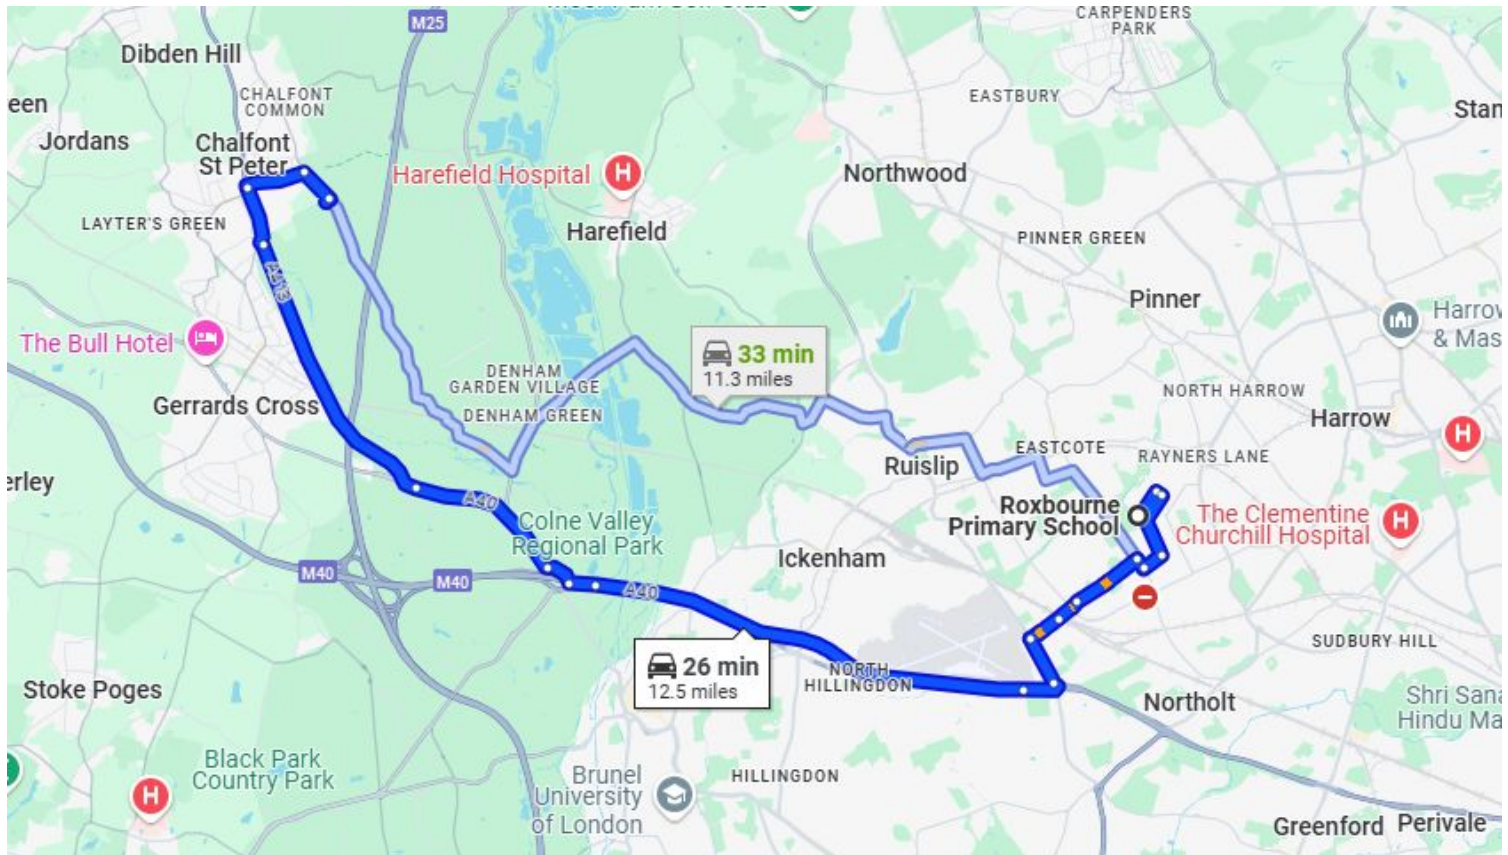 M25
CARPENDERS
PARK
Dibden Hill
EASTBURY
CHALFONT
COMMON
een
Stan
Jordans
Chalfont
St Peter
Harefield Hospital
H
Northwood
LAYTER'S GREEN
Harefield
PINNER GREEN
A413
Pinner
The Bull Hotel
Harrow
& Mas
33 min
11.3 miles
DENHAM
GARDEN VILLAGE
NORTH HARROW
Gerrards Cross
DENHAM GREEN
Harrow
H
EASTCOTE
RAYNERS LANE
Ruislip
erley
A40
Roxbourne
Primary School
The Clementine
Churchill Hospital
H
Colne Valley
Regional Park
Ickenham
M40
M40
A40
SUDBURY HILL
26 min
12.5 miles
NORTH
HILLINGDON
Stoke Poges
Northolt
Shri Sana
Hindu Ma
Black Park
Country Park
H
HILLINGDON
Brunel
University
of London
Greenford
Perivale